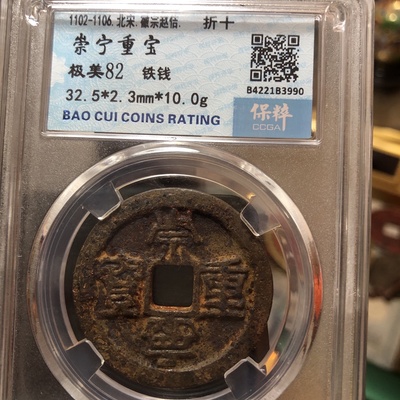 1102-1106.北宋.徽宗赵佶. 折十
崇宁重宝
极美82 铁钱
32.5*2.3mm*10.0g
B4221B3990
BAO CUI COINS RATING
保粹
CCGA
崇
寳 重
寧